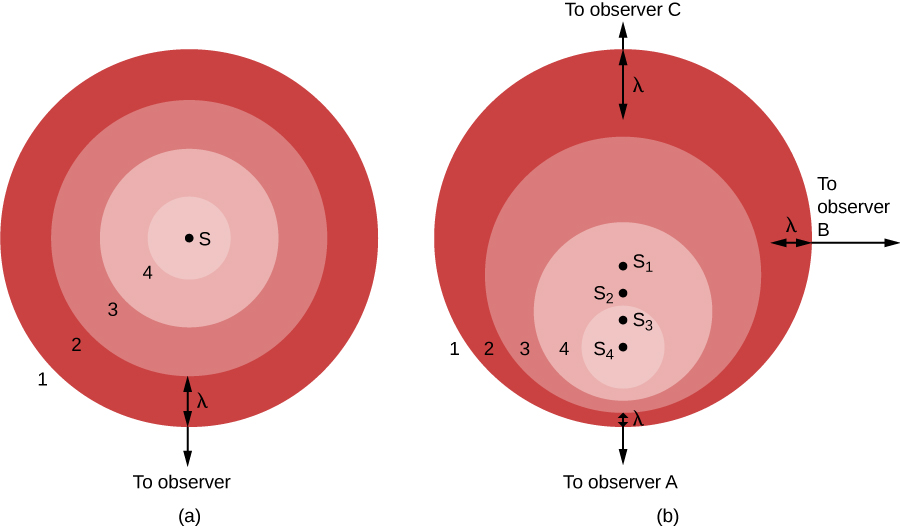 S
4
3
2
1
λ
To observer
(a)
To observer C
λ
To
observer
B
λ
S1
S2
S3
S4
1 2 3 4
λ
To observer A
(b)